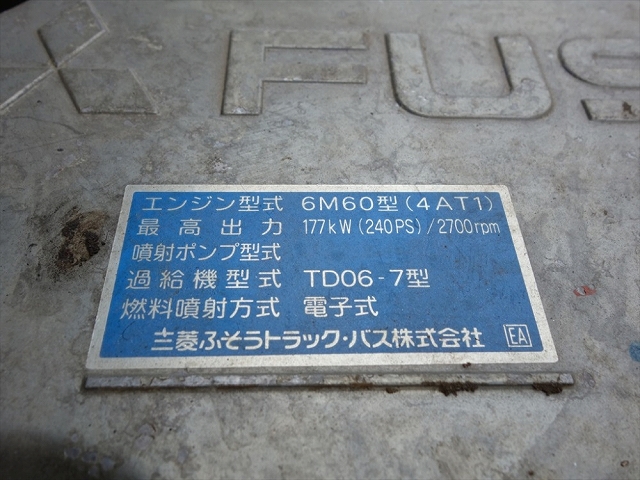 FUS
エンジン型式 6M60型(4AT1)
最高出力 177kW(240PS)/2700rpm
噴射ポンプ型式
過給機型式 TD06-7型
燃料噴射方式 電子式
三菱ふそうトラック・バス株式会社 EA